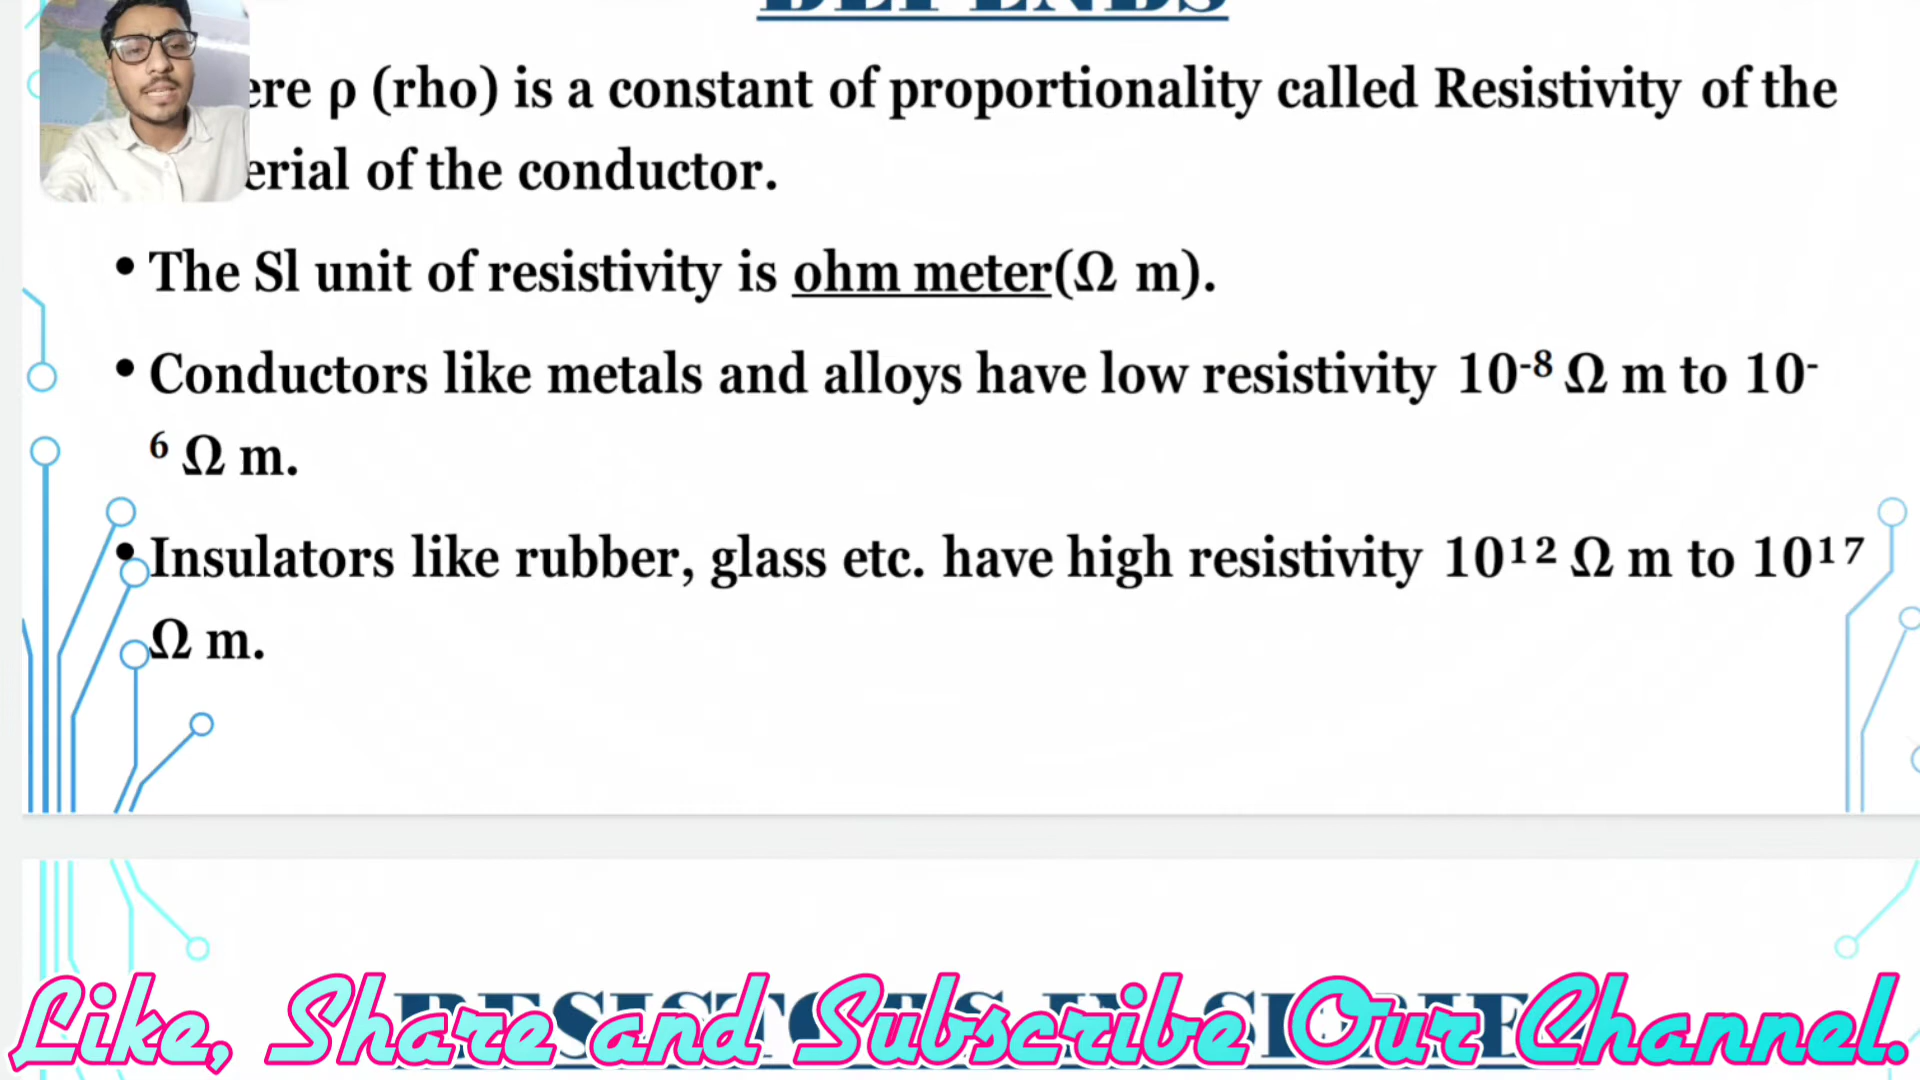 DEPENDS
ere ρ (rho) is a constant of proportionality called Resistivity of the
erial of the conductor.
• The Sl unit of resistivity is ohm meter(Ω m).
• Conductors like metals and alloys have low resistivity 10⁻⁸ Ω m to 10⁻
⁶ Ω m.
• Insulators like rubber, glass etc. have high resistivity 10¹² Ω m to 10¹⁷
Ω m.
Like, Share and Subscribe Our Channel.